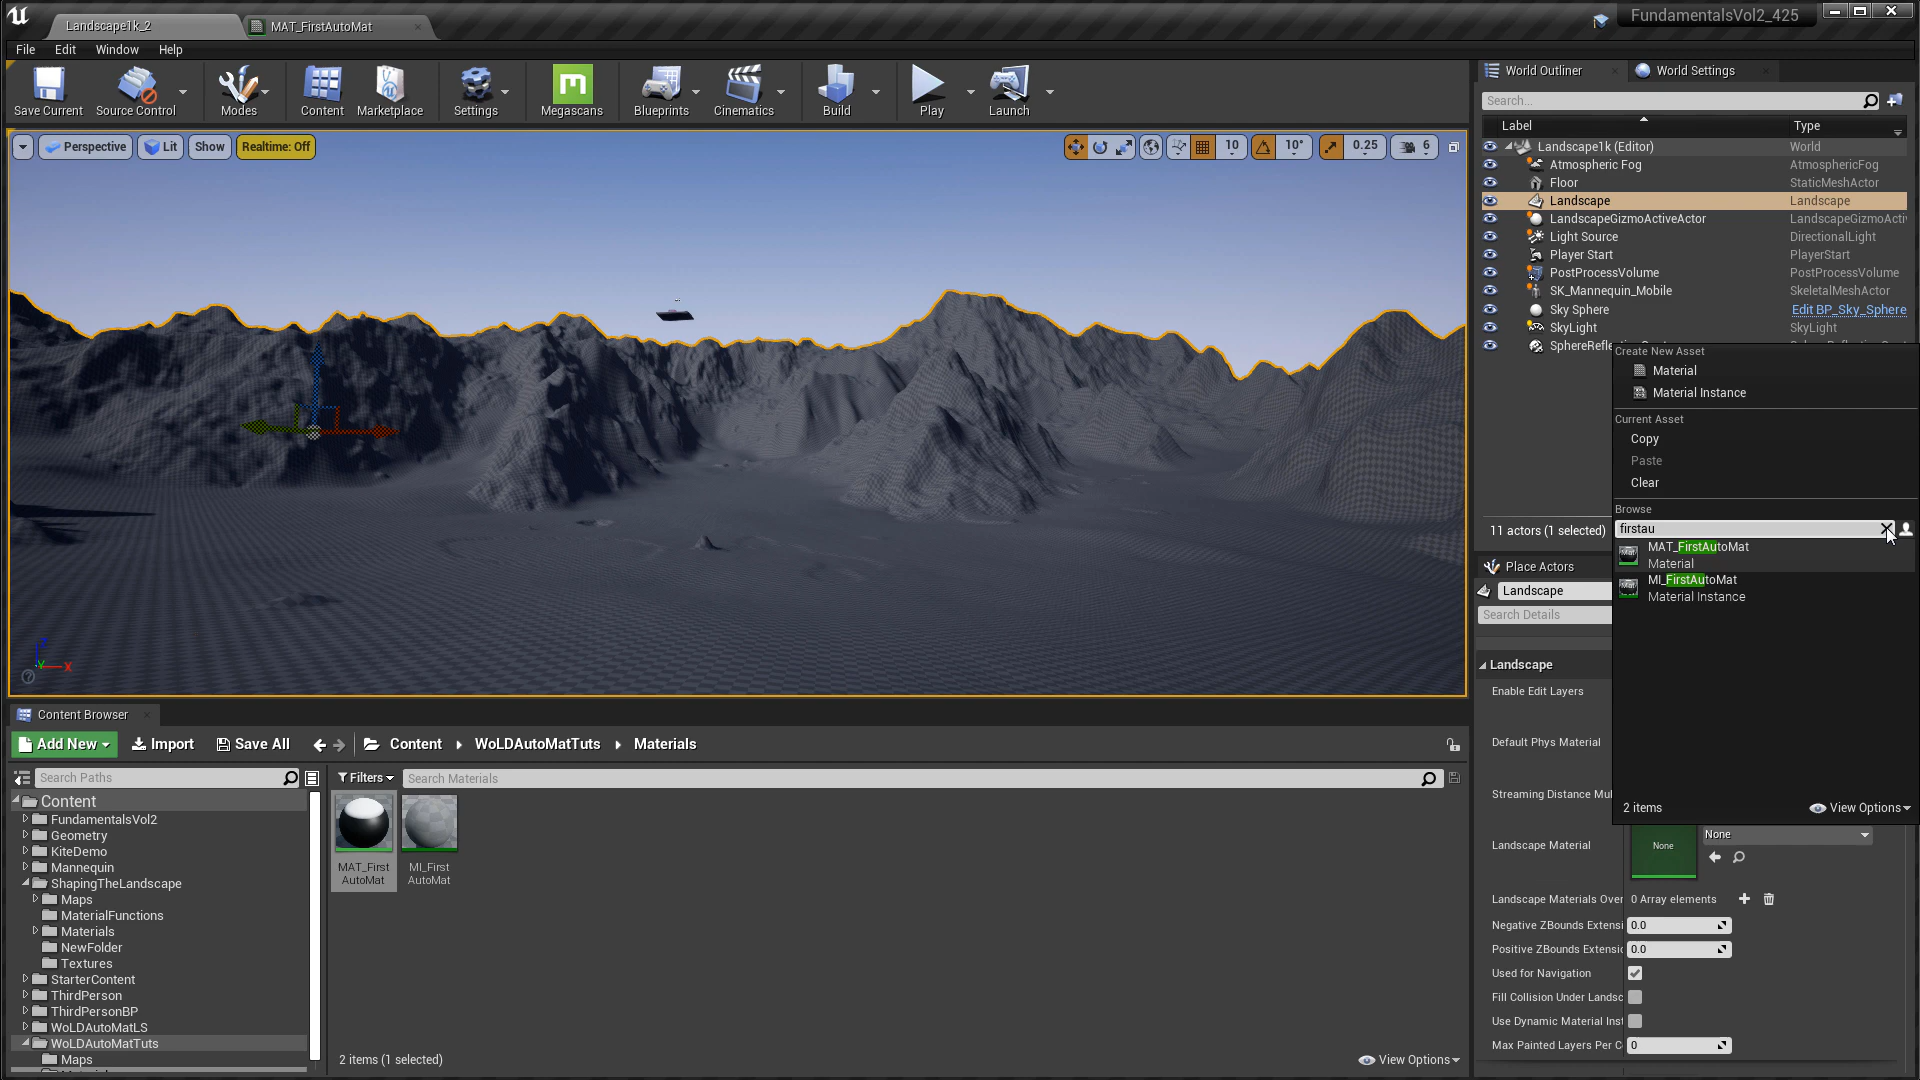 Landscape1k_2
MAT_FirstAutoMat
FundamentalsVol2_425
File Edit Window Help
Save Current
Source Control
Modes
Content
Marketplace
Settings
Megascans
Blueprints
Cinematics
Build
Play
Launch
Perspective
Lit
Show
Realtime: Off
10
10°
0.25
6
X
World Outliner
World Settings
Search...
Label Type
Landscape1k (Editor) World
Atmospheric Fog AtmosphericFog
Floor StaticMeshActor
Landscape Landscape
LandscapeGizmoActiveActor LandscapeGizmoActi
Light Source DirectionalLight
Player Start PlayerStart
PostProcessVolume PostProcessVolume
SK_Mannequin_Mobile SkeletalMeshActor
Sky Sphere Edit BP_Sky_Sphere
SkyLight SkyLight
SphereRefle
11 actors (1 selected)
Create New Asset
Material
Material Instance
Current Asset
Copy
Paste
Clear
Browse
firstau
MAT_FirstAutoMat
Material
MI_FirstAutoMat
Material Instance
2 items
View Options
Place Actors
Landscape
Search Details
Landscape
Enable Edit Layers
Default Phys Material
Streaming Distance Mul
Landscape Material
None
None
Landscape Materials Over 0 Array elements
Negative ZBounds Extensi 0.0
Positive ZBounds Extensic 0.0
Used for Navigation
Fill Collision Under Landsc
Use Dynamic Material Inst
Max Painted Layers Per C 0
Content Browser
Add New
Import
Save All
Content
WoLDAutoMatTuts
Materials
Search Paths
Filters
Search Materials
Content
FundamentalsVol2
Geometry
KiteDemo
Mannequin
ShapingTheLandscape
Maps
MaterialFunctions
Materials
NewFolder
Textures
StarterContent
ThirdPerson
ThirdPersonBP
WoLDAutoMatLS
WoLDAutoMatTuts
Maps
MAT_First
AutoMat
MI_First
AutoMat
2 items (1 selected)
View Options